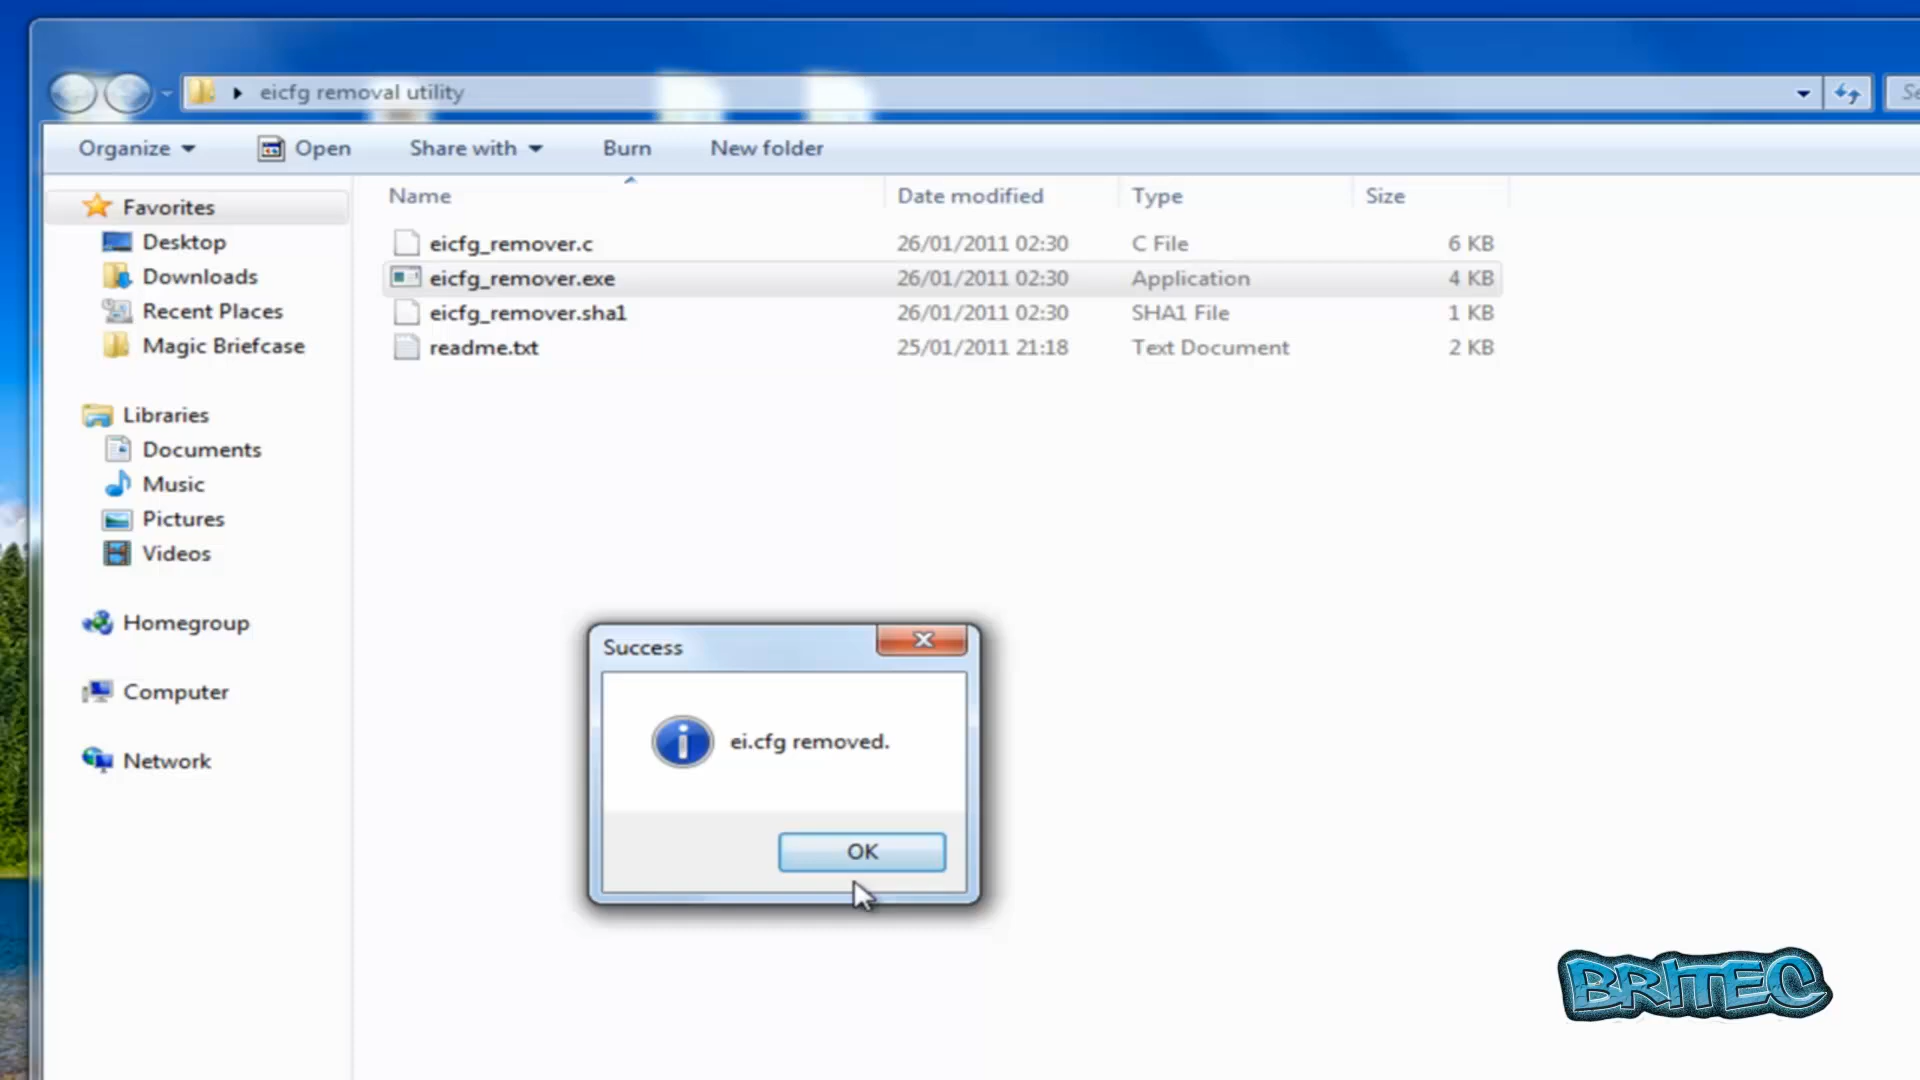 eicfg removal utility
Organize
Open
Share with
Burn
New folder
Name
Date modified
Type
Size
eicfg_remover.c 26/01/2011 02:30 C File 6 KB
eicfg_remover.exe 26/01/2011 02:30 Application 4 KB
eicfg_remover.sha1 26/01/2011 02:30 SHA1 File 1 KB
readme.txt 25/01/2011 21:18 Text Document 2 KB
Favorites
Desktop
Downloads
Recent Places
Magic Briefcase
Libraries
Documents
Music
Pictures
Videos
Homegroup
Computer
Network
Success
ei.cfg removed.
OK
BRITEC